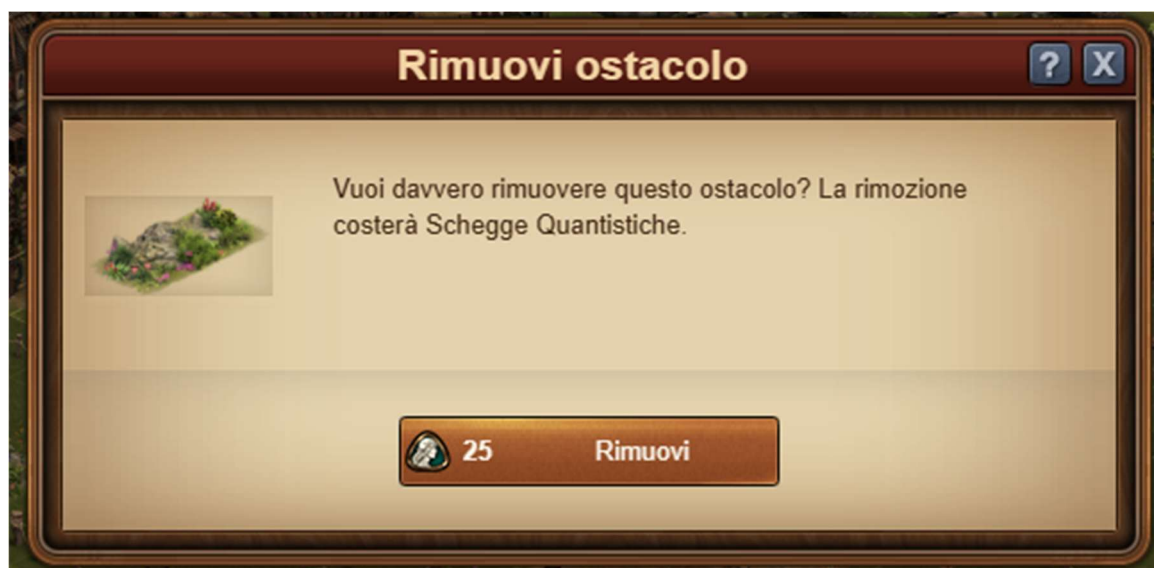 Rimuovi ostacolo
? X
Vuoi davvero rimuovere questo ostacolo? La rimozione
costerà Schegge Quantistiche.
25 Rimuovi